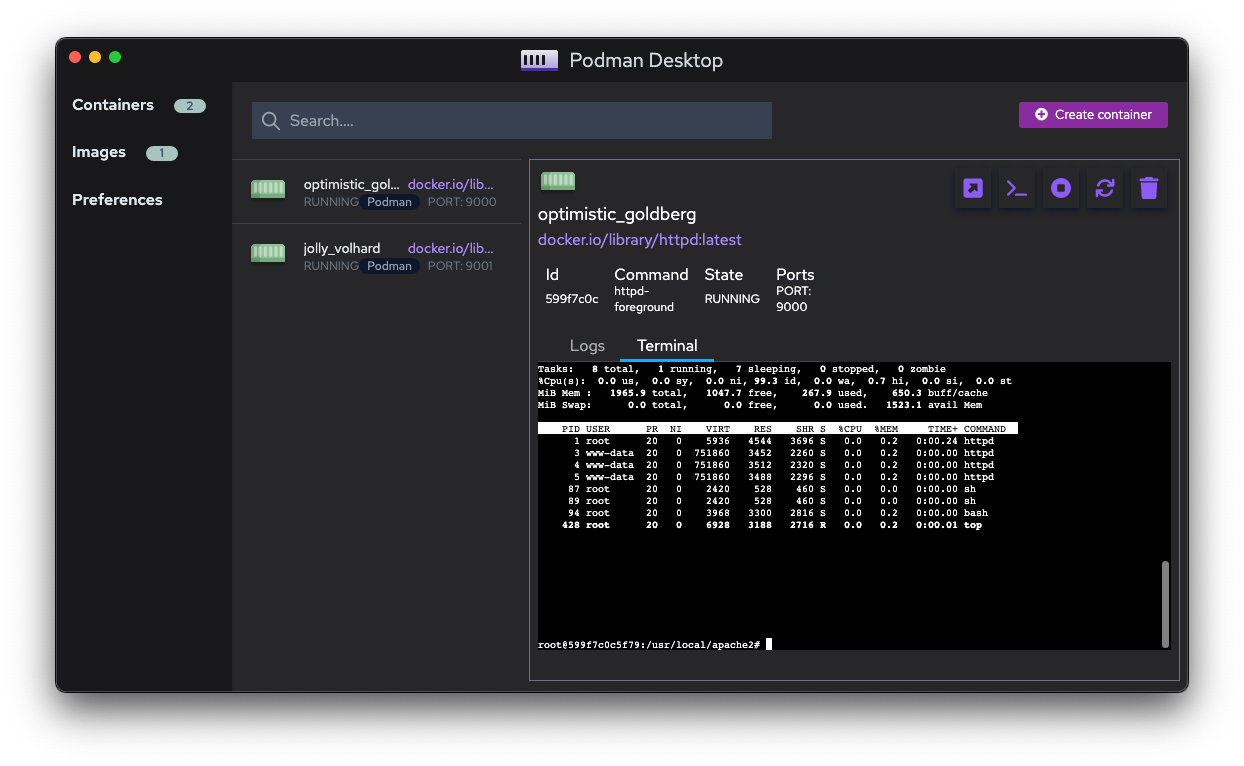 Podman Desktop
Containers 2
Images 1
Preferences
Search....
Create container
optimistic_gol... docker.io/lib...
RUNNING Podman PORT: 9000
jolly_volhard docker.io/lib...
RUNNING Podman PORT: 9001
optimistic_goldberg
docker.io/library/httpd:latest
Id Command State Ports
599f7c0c httpd-foreground RUNNING PORT: 9000
Logs Terminal
Tasks:   8 total,   1 running,   7 sleeping,   0 stopped,   0 zombie
%Cpu(s):  0.0 us,  0.0 sy,  0.0 ni, 99.3 id,  0.0 wa,  0.7 hi,  0.0 si,  0.0 st
MiB Mem :   1965.9 total,   1047.7 free,    267.9 used,    650.3 buff/cache
MiB Swap:      0.0 total,      0.0 free,      0.0 used.   1523.1 avail Mem
PID USER      PR  NI    VIRT    RES    SHR S  %CPU  %MEM     TIME+ COMMAND
1 root      20   0    5936   4544   3696 S   0.0   0.2   0:00.24 httpd
3 www-data  20   0  751860   3452   2260 S   0.0   0.2   0:00.00 httpd
4 www-data  20   0  751860   3512   2320 S   0.0   0.2   0:00.00 httpd
5 www-data  20   0  751860   3488   2296 S   0.0   0.2   0:00.00 httpd
87 root      20   0    2420    528    460 S   0.0   0.0   0:00.00 sh
89 root      20   0    2420    528    460 S   0.0   0.0   0:00.00 sh
94 root      20   0    3968   3300   2816 S   0.0   0.2   0:00.00 bash
428 root      20   0    6928   3188   2716 R   0.0   0.2   0:00.01 top
root@599f7c0c5f79:/usr/local/apache2#